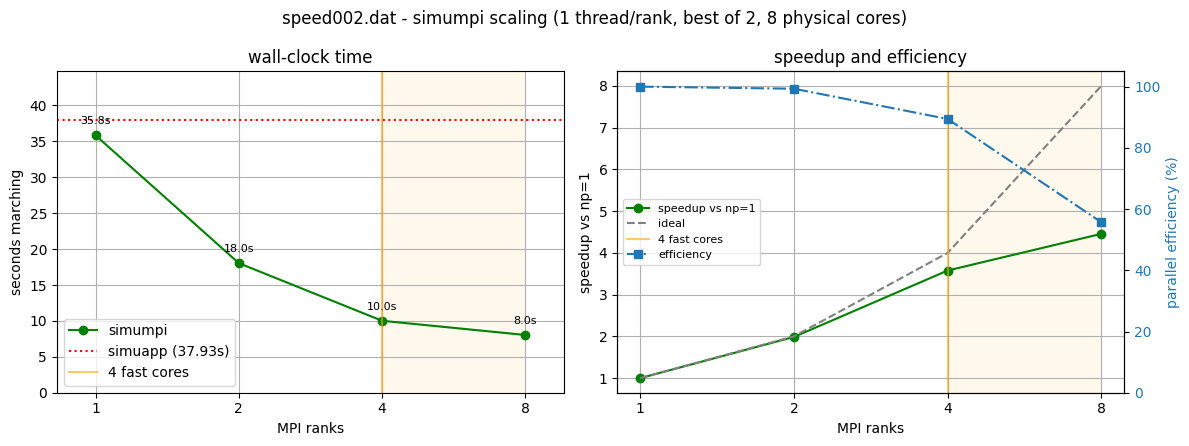 speed002.dat - simumpi scaling (1 thread/rank, best of 2, 8 physical cores)
wall-clock time
seconds marching
40
35
30
25
20
15
10
5
0
35.8s
18.0s
10.0s
8.0s
simumpi
simuapp (37.93s)
4 fast cores
1
2
4
8
MPI ranks
speedup and efficiency
speedup vs np=1
8
7
6
5
4
3
2
1
speedup vs np=1
ideal
4 fast cores
efficiency
1
2
4
8
MPI ranks
100
80
60
40
20
0
parallel efficiency (%)